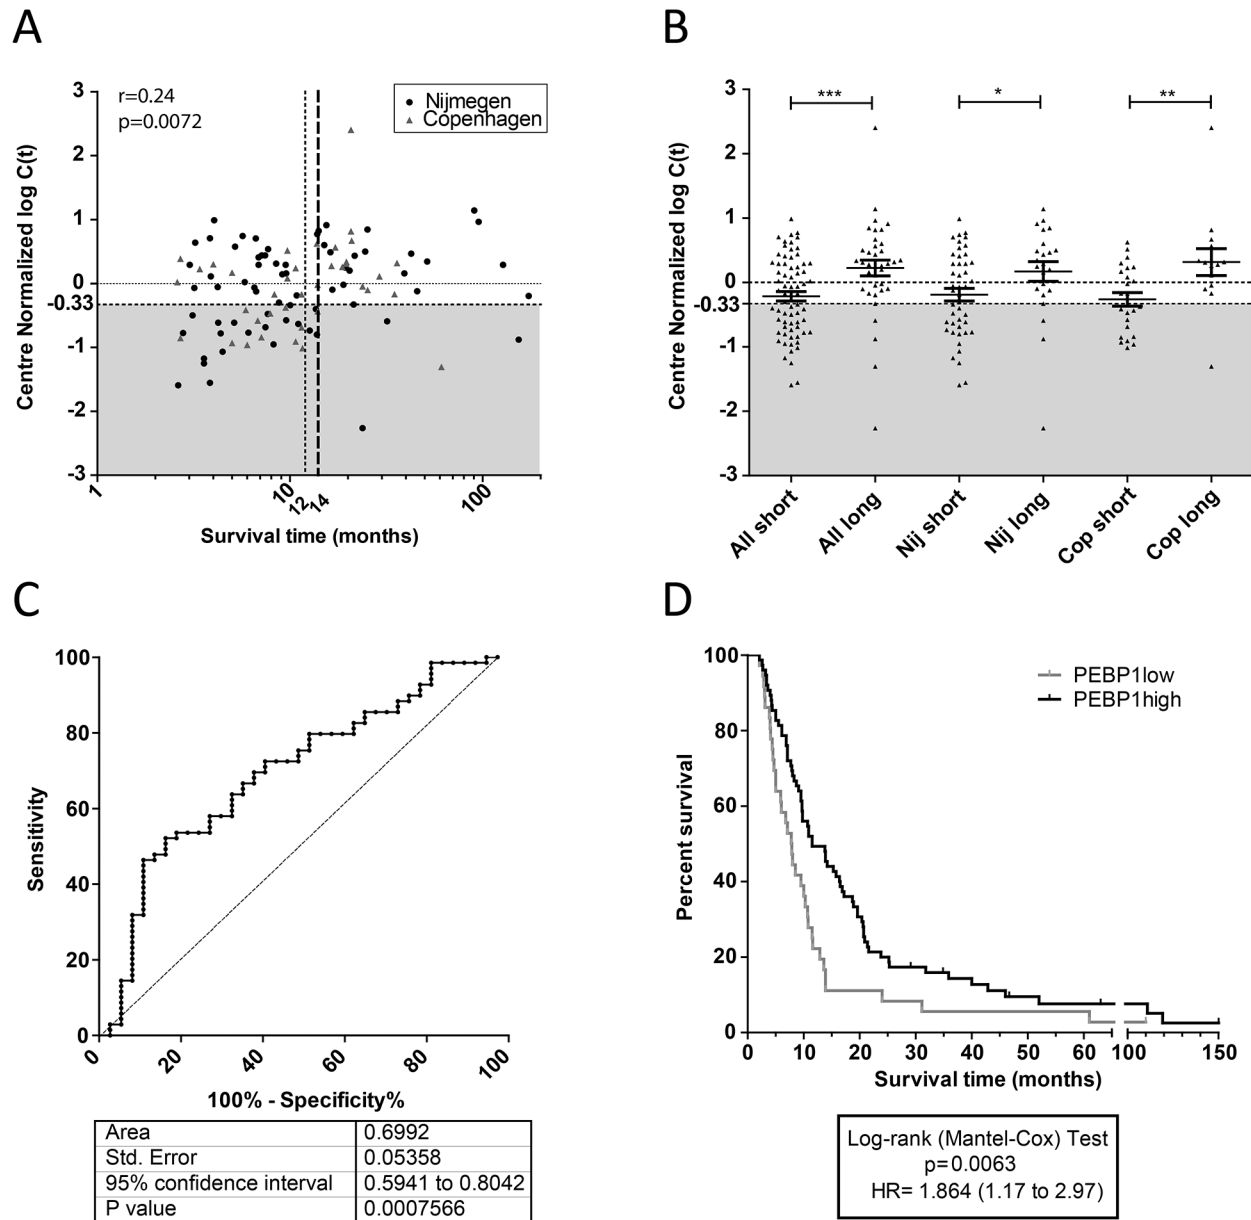 A
r=0.24
p=0.0072
Nijmegen
Copenhagen
Centre Normalized log C(t)
3
2
1
0
-0.33
-1
-2
-3
1
10
12
14
100
Survival time (months)
B
***
*
**
Centre Normalized log C(t)
3
2
1
0
-0.33
-1
-2
-3
All short
All long
Nij short
Nij long
Cop short
Cop long
C
Sensitivity
100
80
60
40
20
0
0
20
40
60
80
100
100% - Specificity%
Area 0.6992
Std. Error 0.05358
95% confidence interval 0.5941 to 0.8042
P value 0.0007566
D
PEBP1low
PEBP1high
Percent survival
100
80
60
40
20
0
0 10 20 30 40 50 60 100 150
Survival time (months)
Log-rank (Mantel-Cox) Test
p=0.0063
HR= 1.864 (1.17 to 2.97)